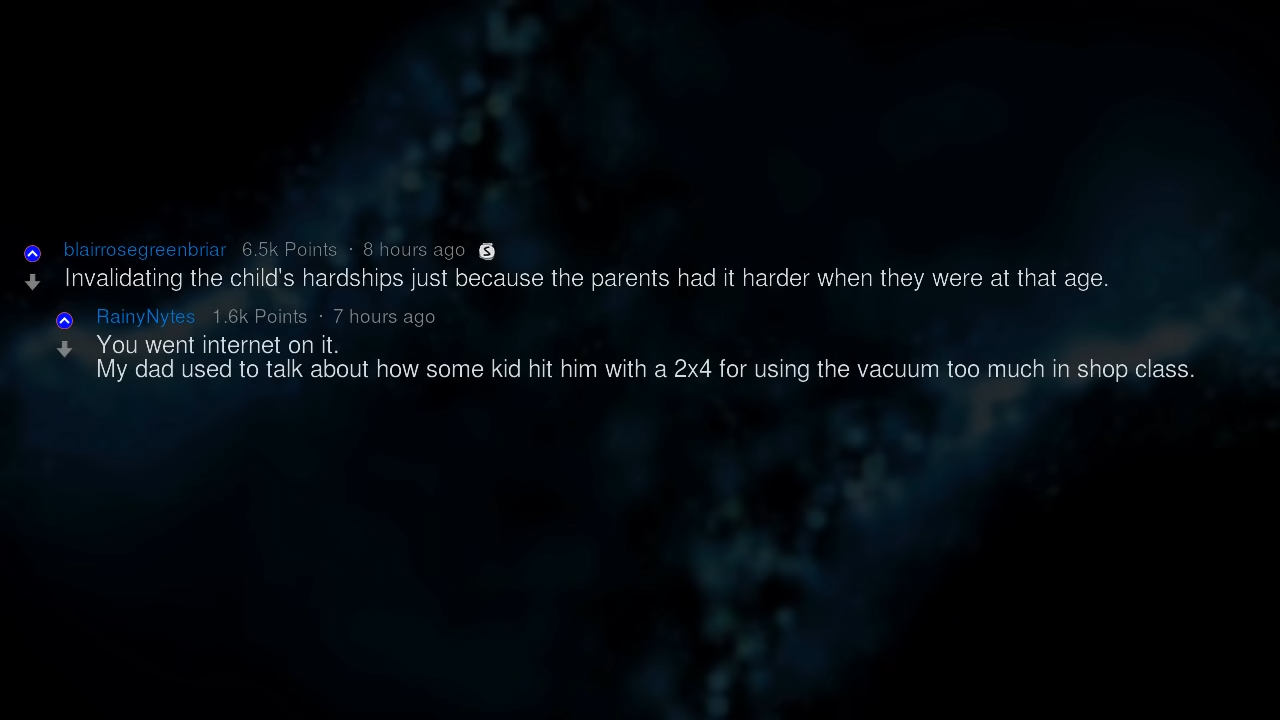 blairrosegreenbriar 6.5k Points · 8 hours ago S
Invalidating the child's hardships just because the parents had it harder when they were at that age.
RainyNytes 1.6k Points · 7 hours ago
You went internet on it.
My dad used to talk about how some kid hit him with a 2x4 for using the vacuum too much in shop class.